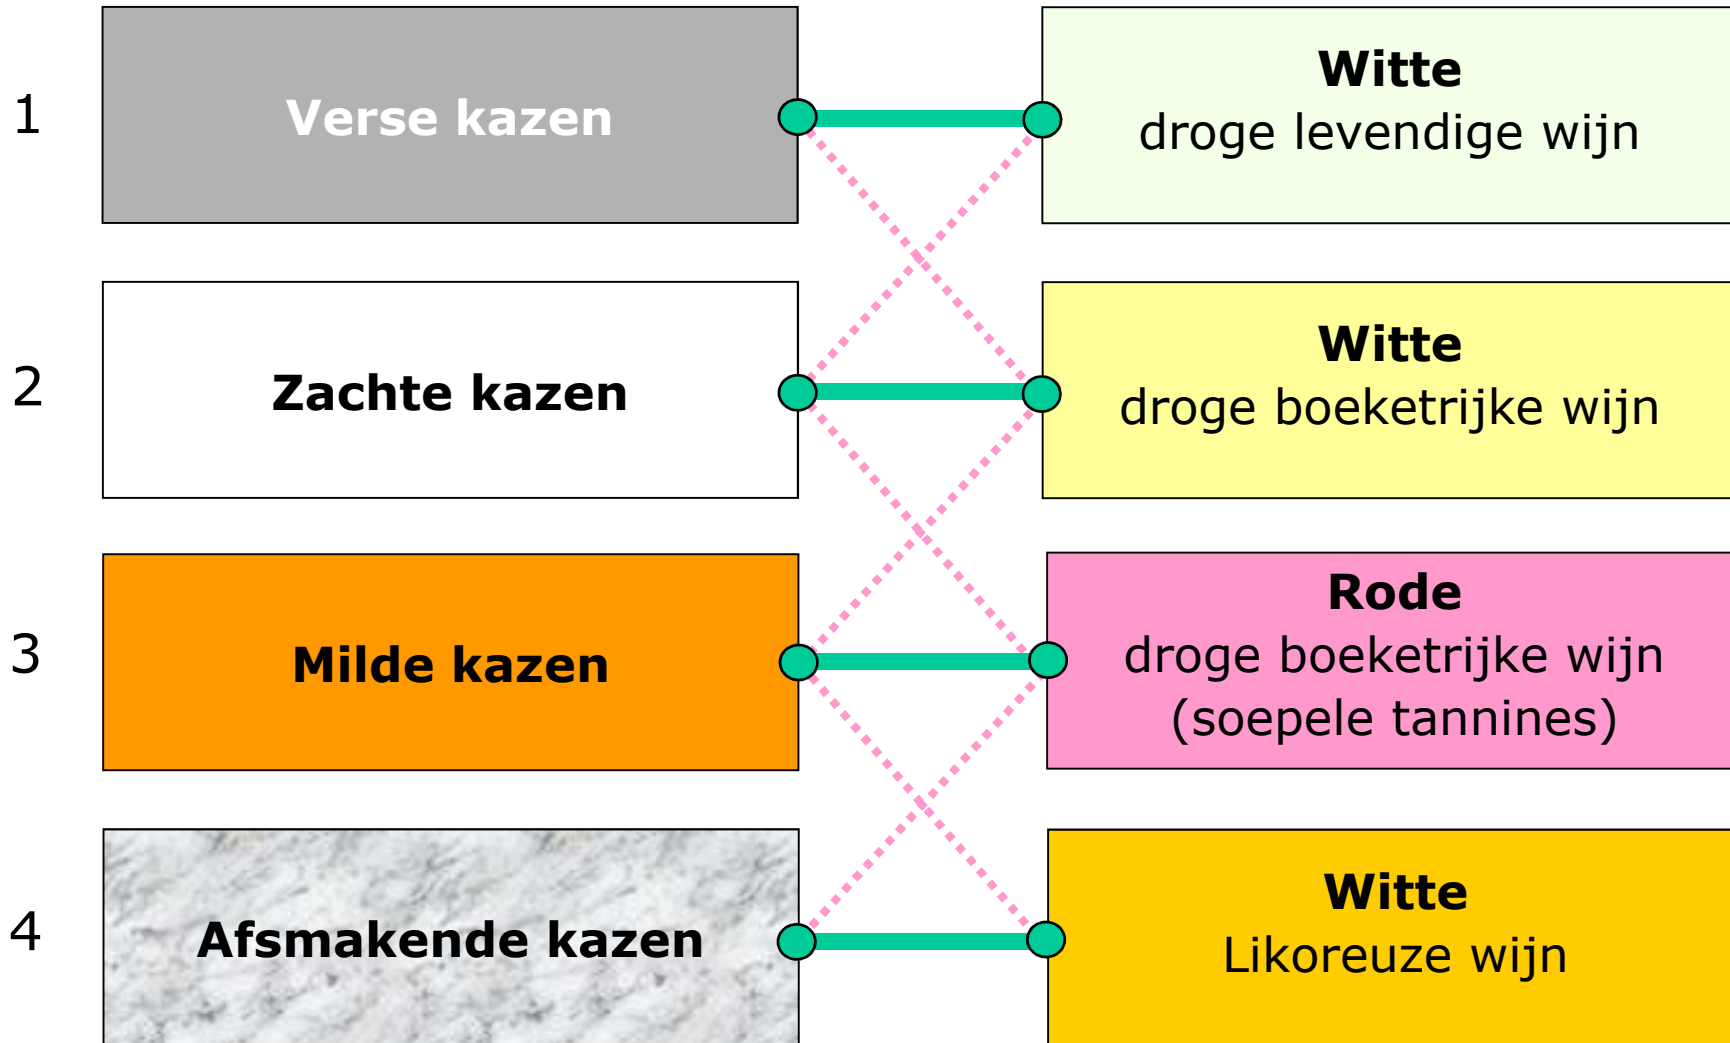 1
Verse kazen
Witte
droge levendige wijn
2
Zachte kazen
Witte
droge boeketrijke wijn
3
Milde kazen
Rode
droge boeketrijke wijn
(soepele tannines)
4
Afsmakende kazen
Witte
Likoreuze wijn